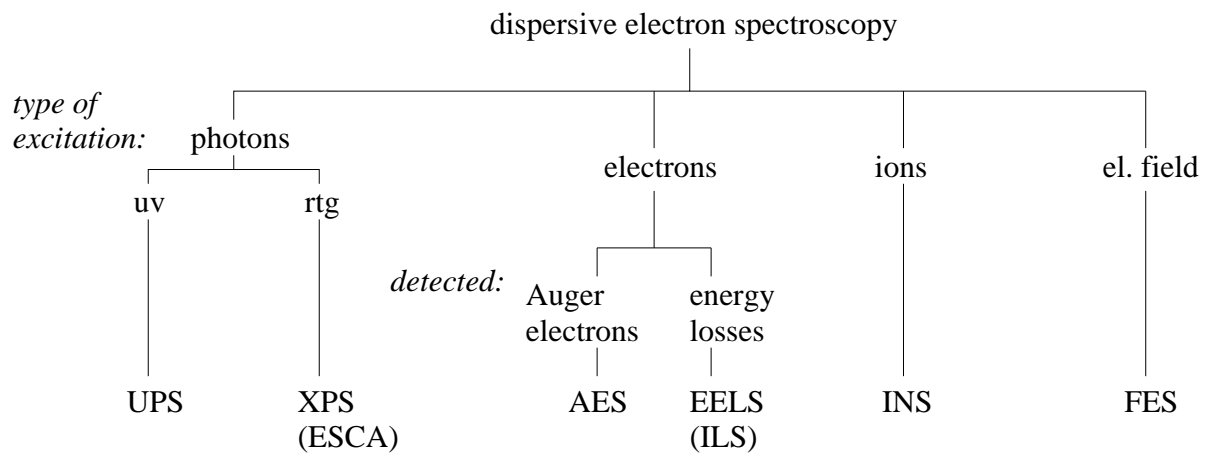 dispersive electron spectroscopy
type of
excitation:
photons
electrons
ions
el. field
uv
rtg
detected:
Auger
electrons
energy
losses
UPS
XPS
(ESCA)
AES
EELS
(ILS)
INS
FES